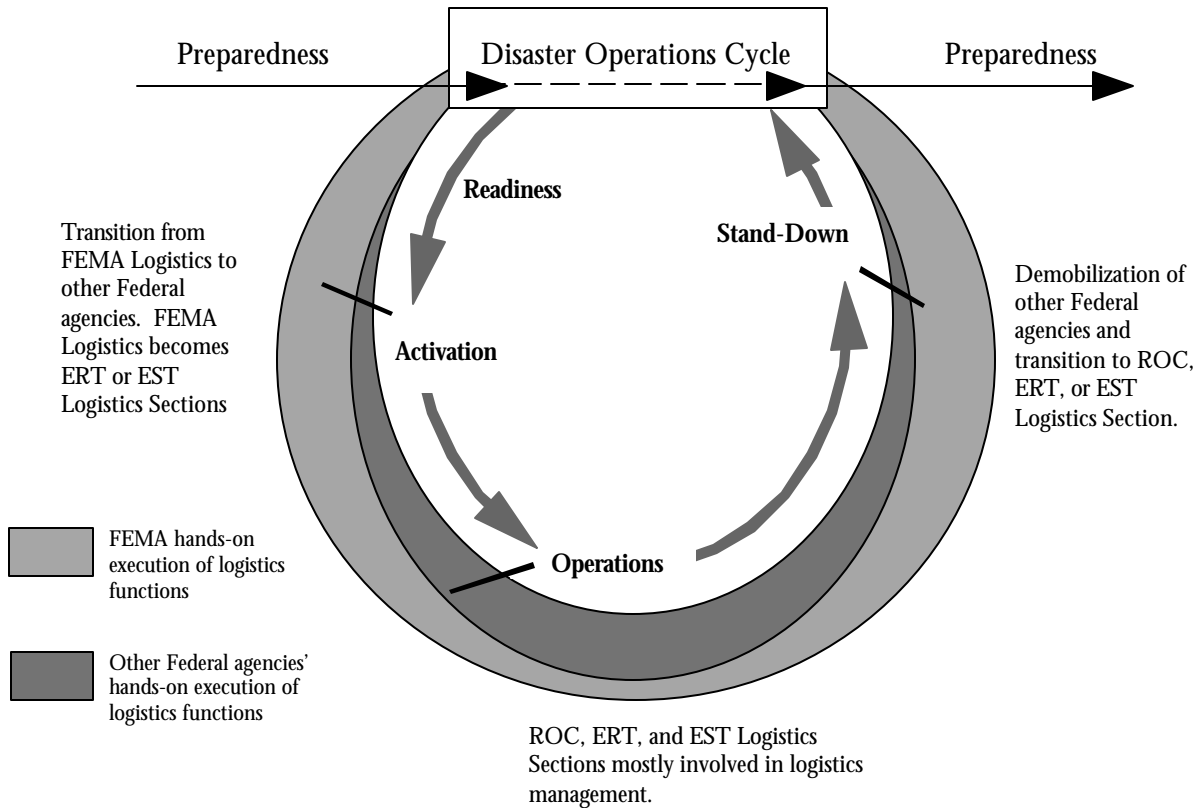 Preparedness
Disaster Operations Cycle
Preparedness
Readiness
Stand-Down
Transition from
FEMA Logistics to
other Federal
agencies. FEMA
Logistics becomes
ERT or EST
Logistics Sections
Demobilization of
other Federal
agencies and
transition to ROC,
ERT, or EST
Logistics Section.
Activation
Operations
FEMA hands-on
execution of logistics
functions
Other Federal agencies’
hands-on execution of
logistics functions
ROC, ERT, and EST Logistics
Sections mostly involved in logistics
management.